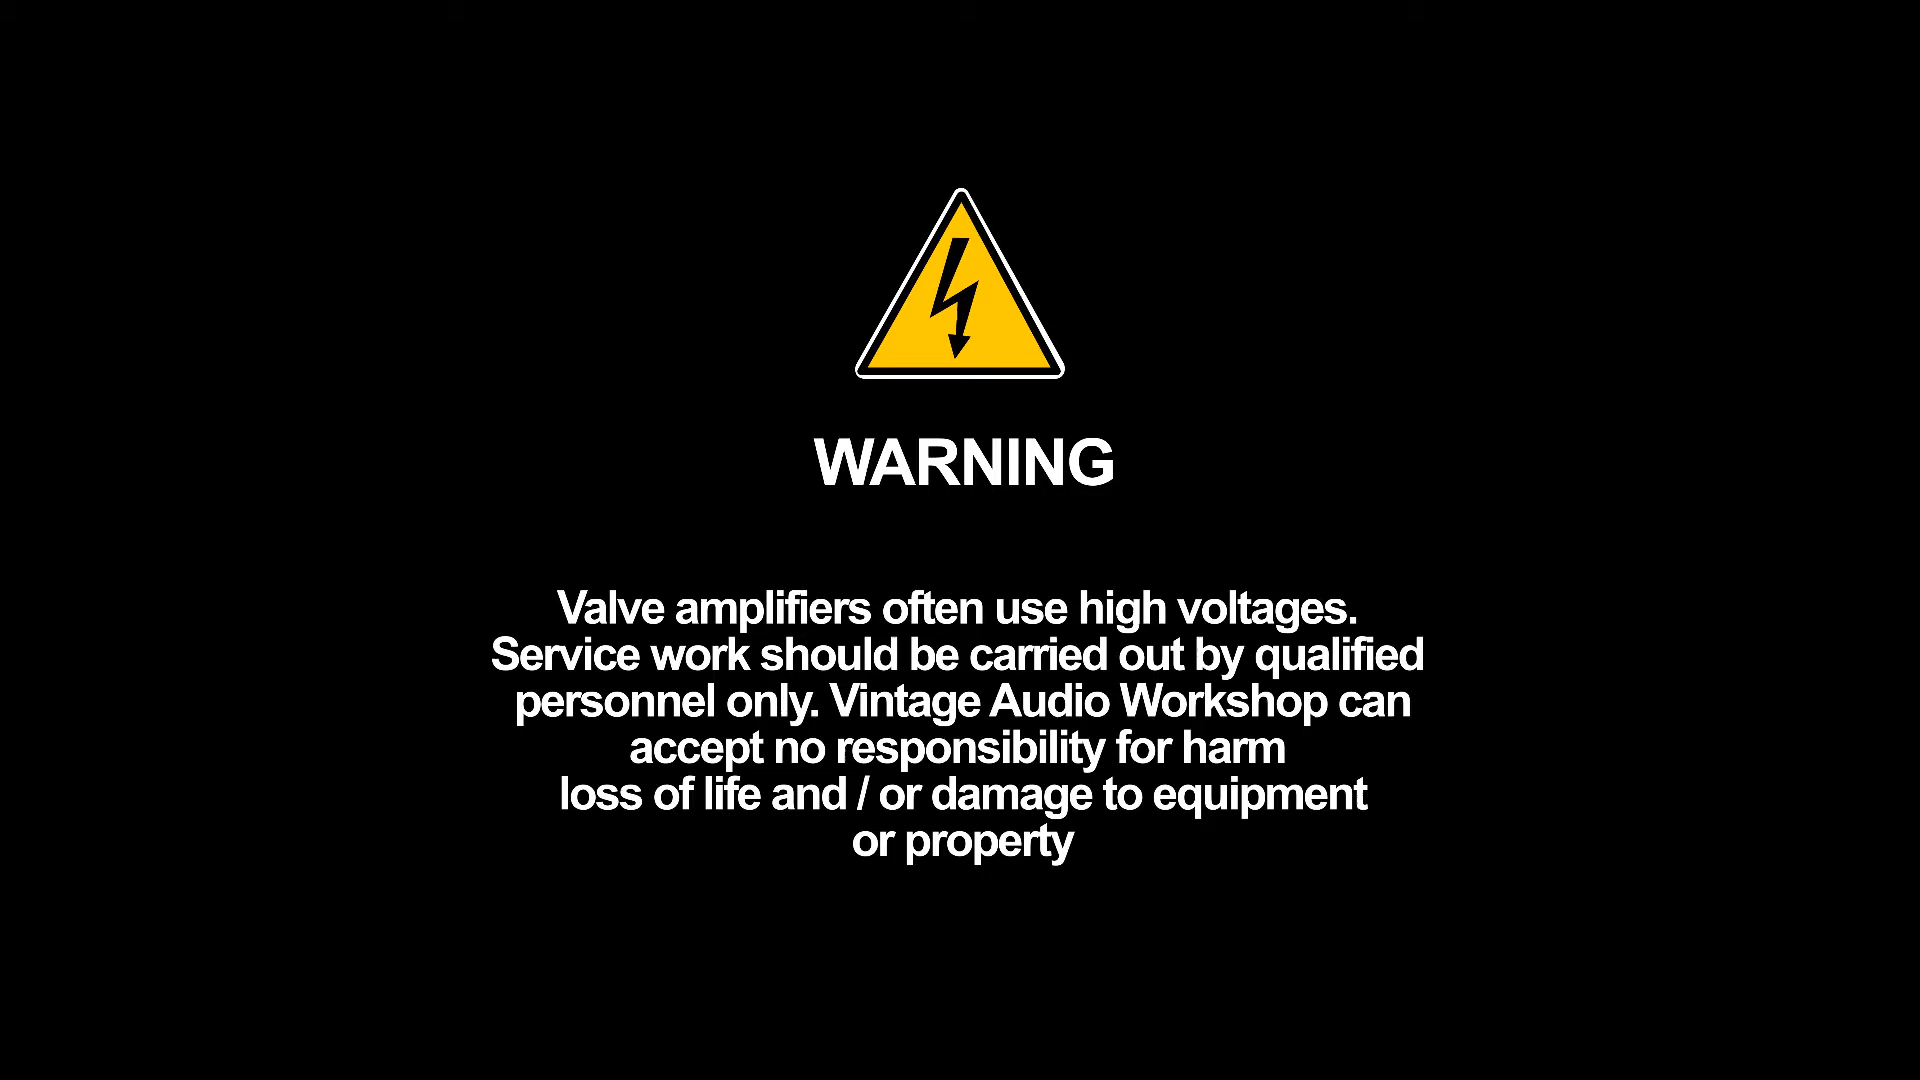 WARNING
Valve amplifiers often use high voltages.
Service work should be carried out by qualified
personnel only. Vintage Audio Workshop can
accept no responsibility for harm
loss of life and / or damage to equipment
or property